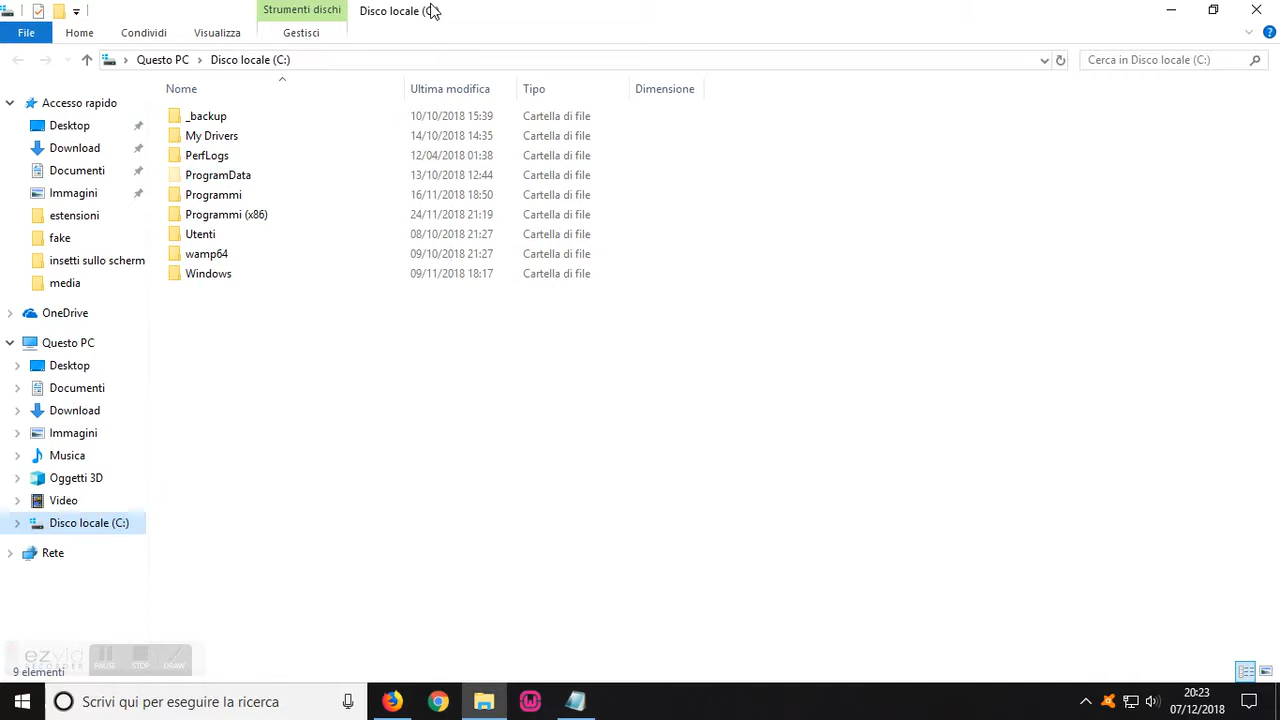 Strumenti dischi
Disco locale (C:)
File
Home
Condividi
Visualizza
Gestisci
Questo PC
Disco locale (C:)
Cerca in Disco locale (C:)
Nome
Ultima modifica
Tipo
Dimensione
Accesso rapido
Desktop
Download
Documenti
Immagini
estensioni
fake
insetti sullo scherm
media
OneDrive
Questo PC
Desktop
Documenti
Download
Immagini
Musica
Oggetti 3D
Video
Disco locale (C:)
Rete
_backup 10/10/2018 15:39 Cartella di file
My Drivers 14/10/2018 14:35 Cartella di file
PerfLogs 12/04/2018 01:38 Cartella di file
ProgramData 13/10/2018 12:44 Cartella di file
Programmi 16/11/2018 18:50 Cartella di file
Programmi (x86) 24/11/2018 21:19 Cartella di file
Utenti 08/10/2018 21:27 Cartella di file
wamp64 09/10/2018 21:27 Cartella di file
Windows 09/11/2018 18:17 Cartella di file
ezvid
RECORDER
PAUSE STOP DRAW
9 elementi
Scrivi qui per eseguire la ricerca
20:23
07/12/2018